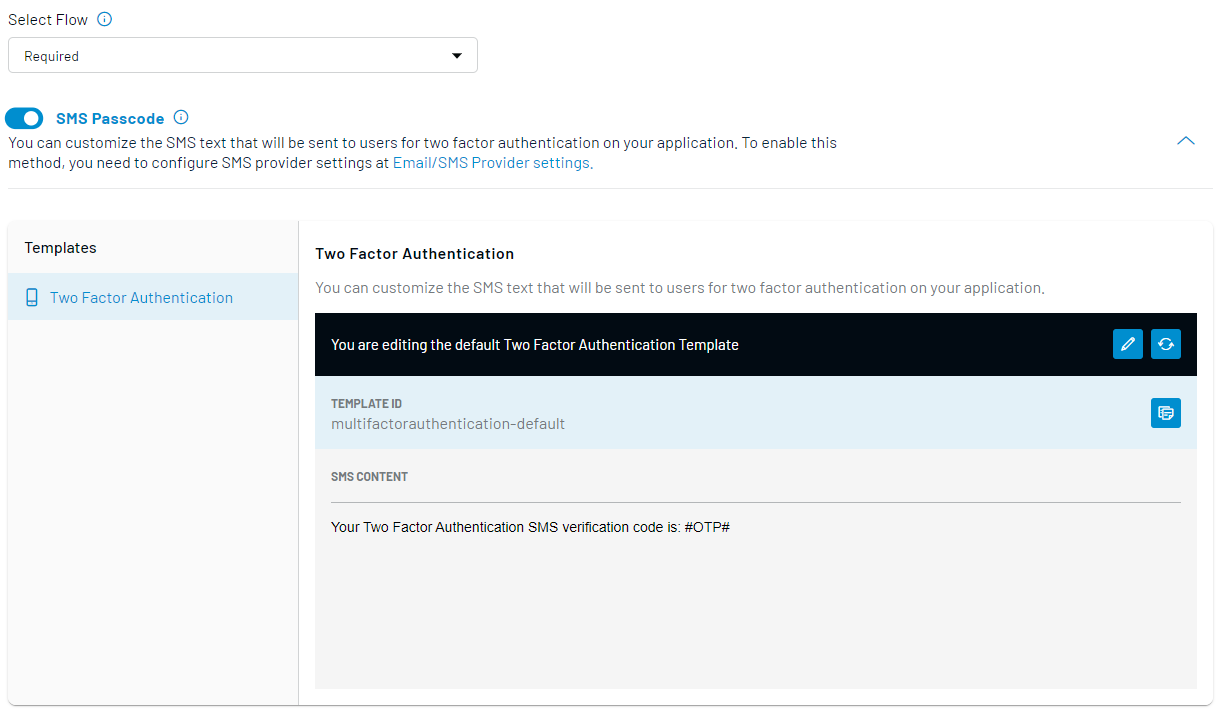 Select Flow
Required
SMS Passcode
You can customize the SMS text that will be sent to users for two factor authentication on your application. To enable this
method, you need to configure SMS provider settings at Email/SMS Provider settings.
Templates
Two Factor Authentication
Two Factor Authentication
You can customize the SMS text that will be sent to users for two factor authentication on your application.
You are editing the default Two Factor Authentication Template
TEMPLATE ID
multifactorauthentication-default
SMS CONTENT
Your Two Factor Authentication SMS verification code is: #OTP#